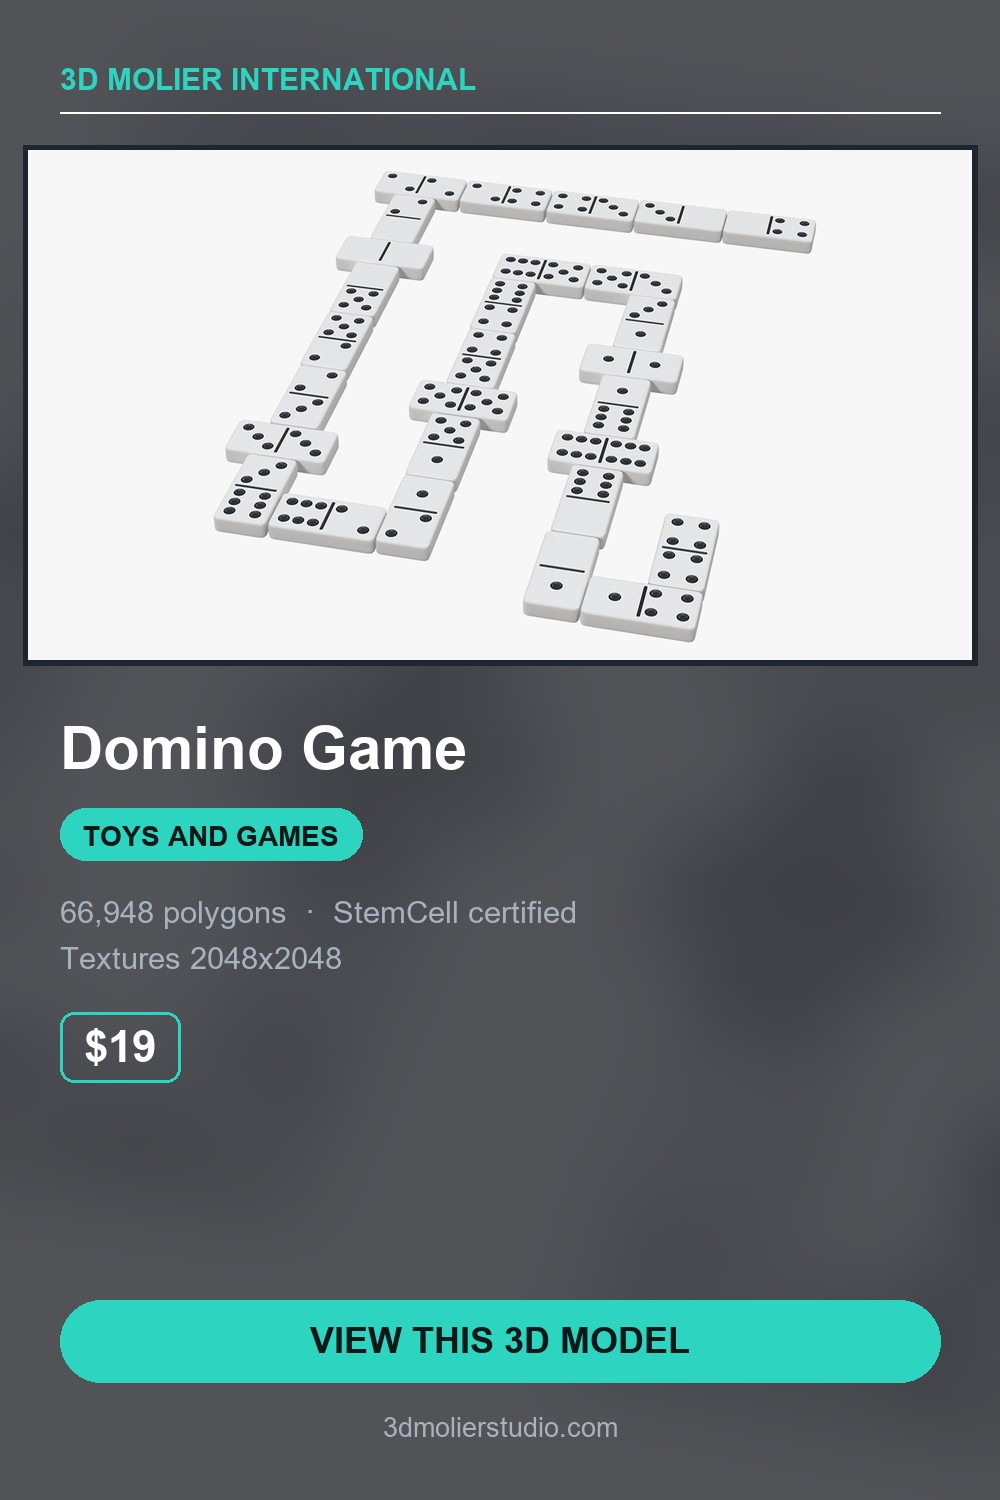 3D MOLIER INTERNATIONAL
Domino Game
TOYS AND GAMES
66,948 polygons · StemCell certified
Textures 2048x2048
$19
VIEW THIS 3D MODEL
3dmolierstudio.com